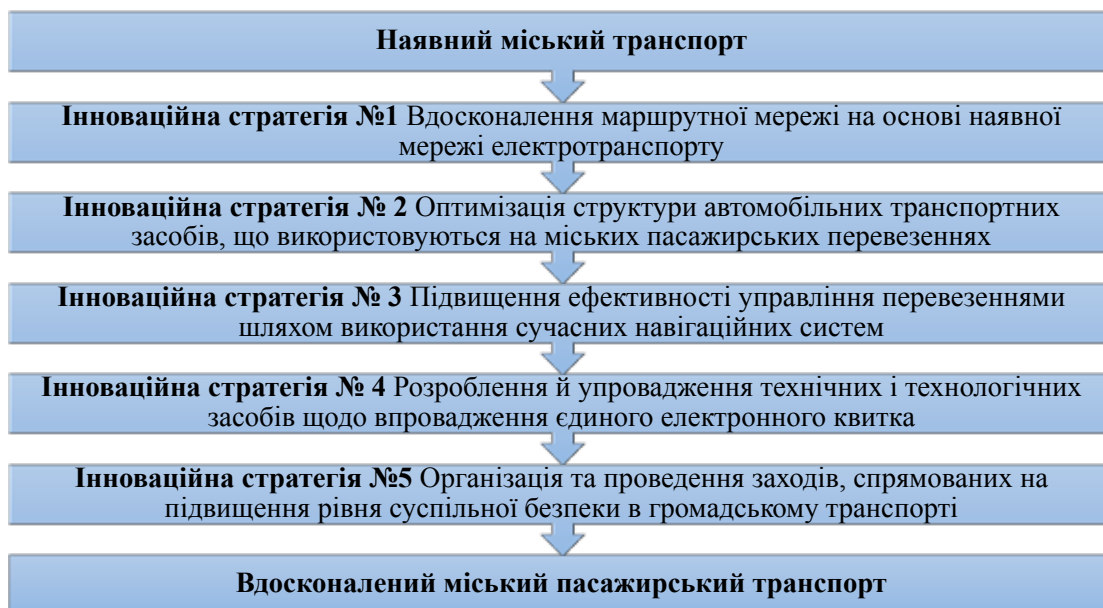 Наявний міський транспорт
Інноваційна стратегія №1 Вдосконалення маршрутної мережі на основі наявної
мережі електротранспорту
Інноваційна стратегія № 2 Оптимізація структури автомобільних транспортних
засобів, що використовуються на міських пасажирських перевезеннях
Інноваційна стратегія № 3 Підвищення ефективності управління перевезеннями
шляхом використання сучасних навігаційних систем
Інноваційна стратегія № 4 Розроблення й упровадження технічних і технологічних
засобів щодо впровадження єдиного електронного квитка
Інноваційна стратегія №5 Організація та проведення заходів, спрямованих на
підвищення рівня суспільної безпеки в громадському транспорті
Вдосконалений міський пасажирський транспорт